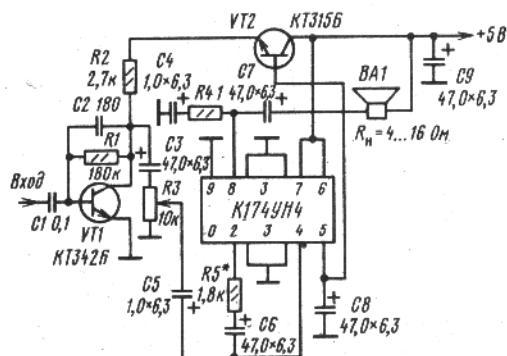 VT2
КТ315Б
+5В
R2
2,7к
C4
1,0×6,3
C7
47,0×6,3
R4 1
BA1
C9
47,0×6,3
Rн=4...16 Ом
C2 180
R1
180к
C3
47,0×6,3
Вход
C1 0,1
R3
10к
VT1
КТ342Б
9 8 3 7 6
К174УН4
0 2 3 4 5
R5*
1,8к
C5
1,0×6,3
C6
47,0×6,3
C8
47,0×6,3